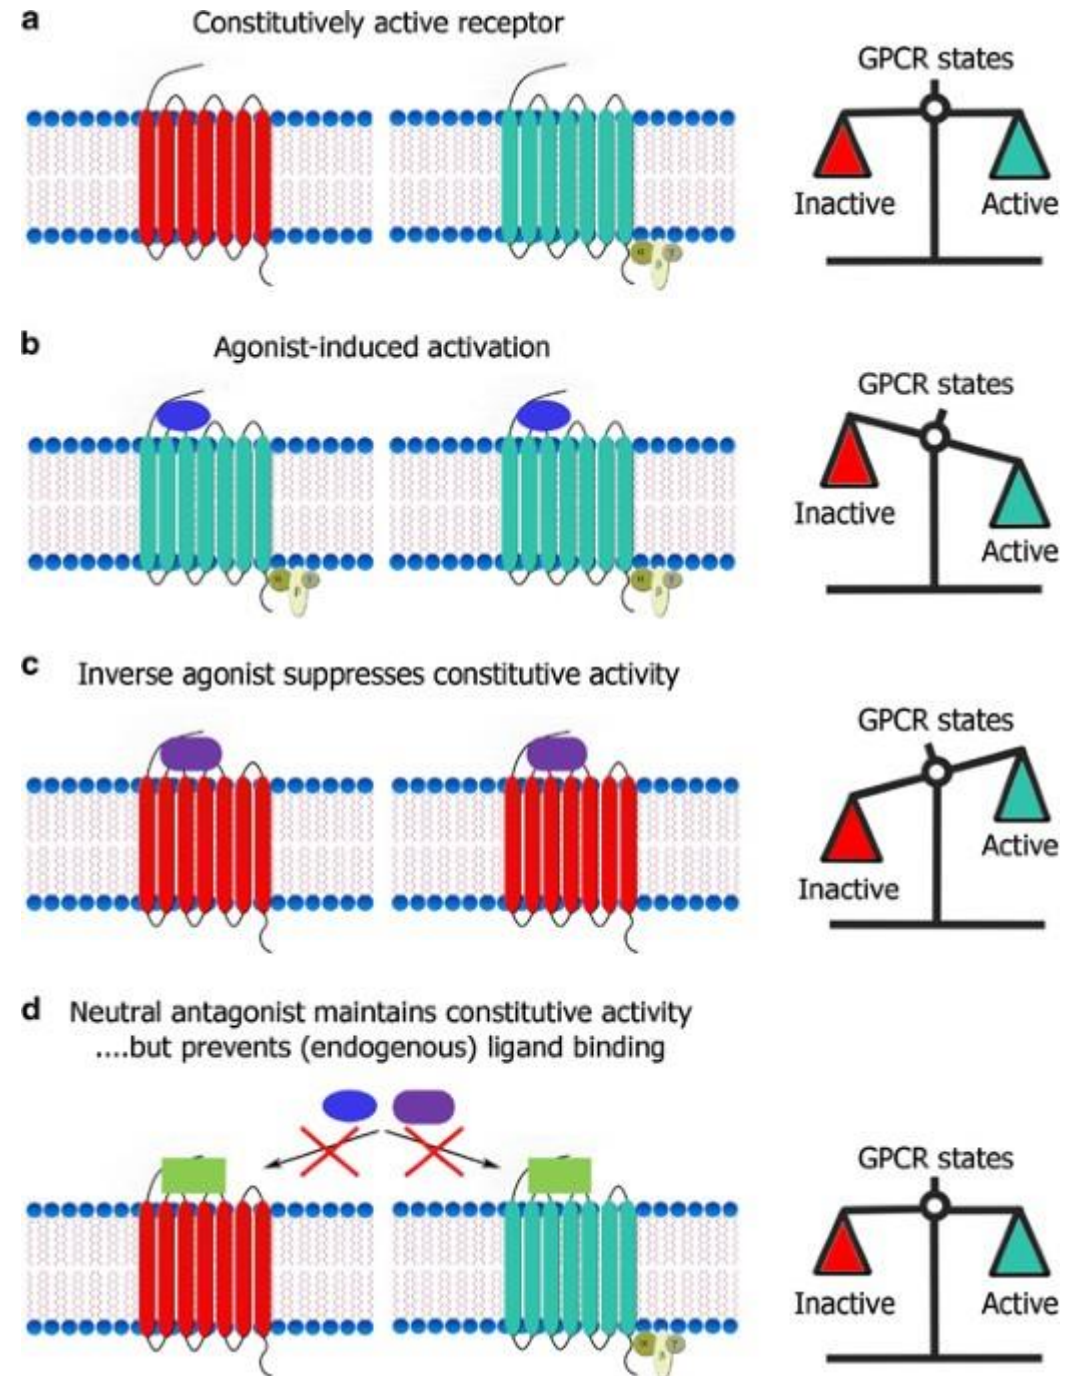 a
Constitutively active receptor
GPCR states
Inactive
Active
α
β
γ
b
Agonist-induced activation
GPCR states
Inactive
Active
α
β
γ
α
β
γ
c
Inverse agonist suppresses constitutive activity
GPCR states
Active
Inactive
d
Neutral antagonist maintains constitutive activity
....but prevents (endogenous) ligand binding
GPCR states
Inactive
Active
α
β
γ